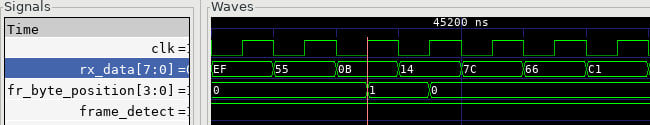 Signals
Waves
Time
45200 ns
clk=
rx_data[7:0]=
EF 55 0B 14 7C 66 C1
fr_byte_position[3:0]=
0 1 0
frame_detect=